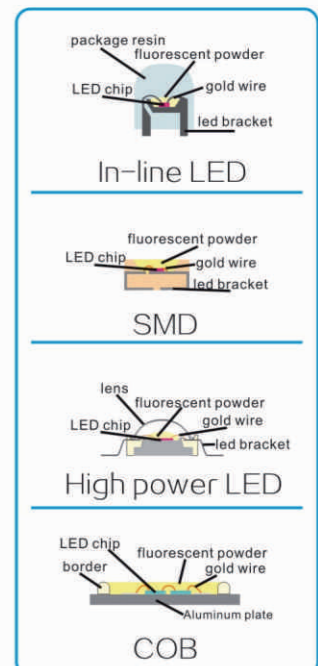 package resin
fluorescent powder
LED chip
gold wire
led bracket
In-line LED
fluorescent powder
LED chip
gold wire
led bracket
SMD
lens
fluorescent powder
gold wire
LED chip
led bracket
High power LED
LED chip
fluorescent powder
border
gold wire
Aluminum plate
COB